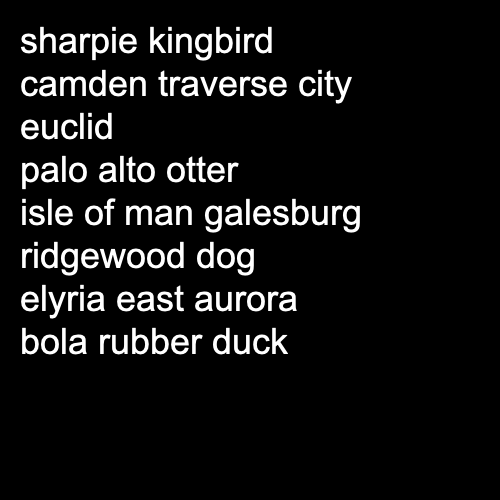 sharpie kingbird
camden traverse city
euclid
palo alto otter
isle of man galesburg
ridgewood dog
elyria east aurora
bola rubber duck